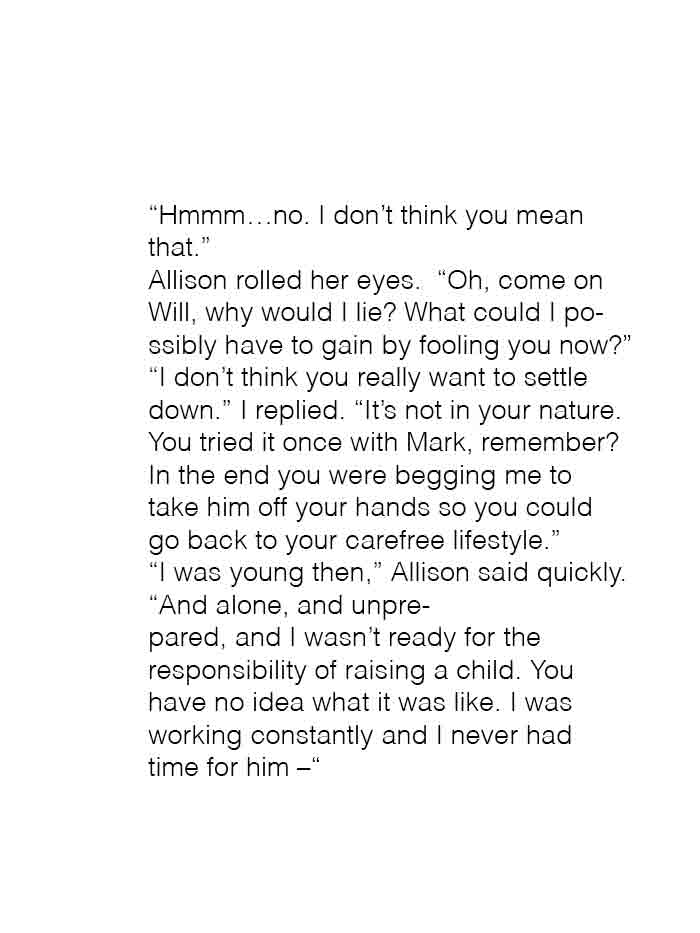 “Hmmm…no. I don’t think you mean
that.”
Allison rolled her eyes.  “Oh, come on
Will, why would I lie? What could I po-
ssibly have to gain by fooling you now?”
“I don’t think you really want to settle
down.” I replied. “It’s not in your nature.
You tried it once with Mark, remember?
In the end you were begging me to
take him off your hands so you could
go back to your carefree lifestyle.”
“I was young then,” Allison said quickly.
“And alone, and unpre-
pared, and I wasn’t ready for the
responsibility of raising a child. You
have no idea what it was like. I was
working constantly and I never had
time for him –“